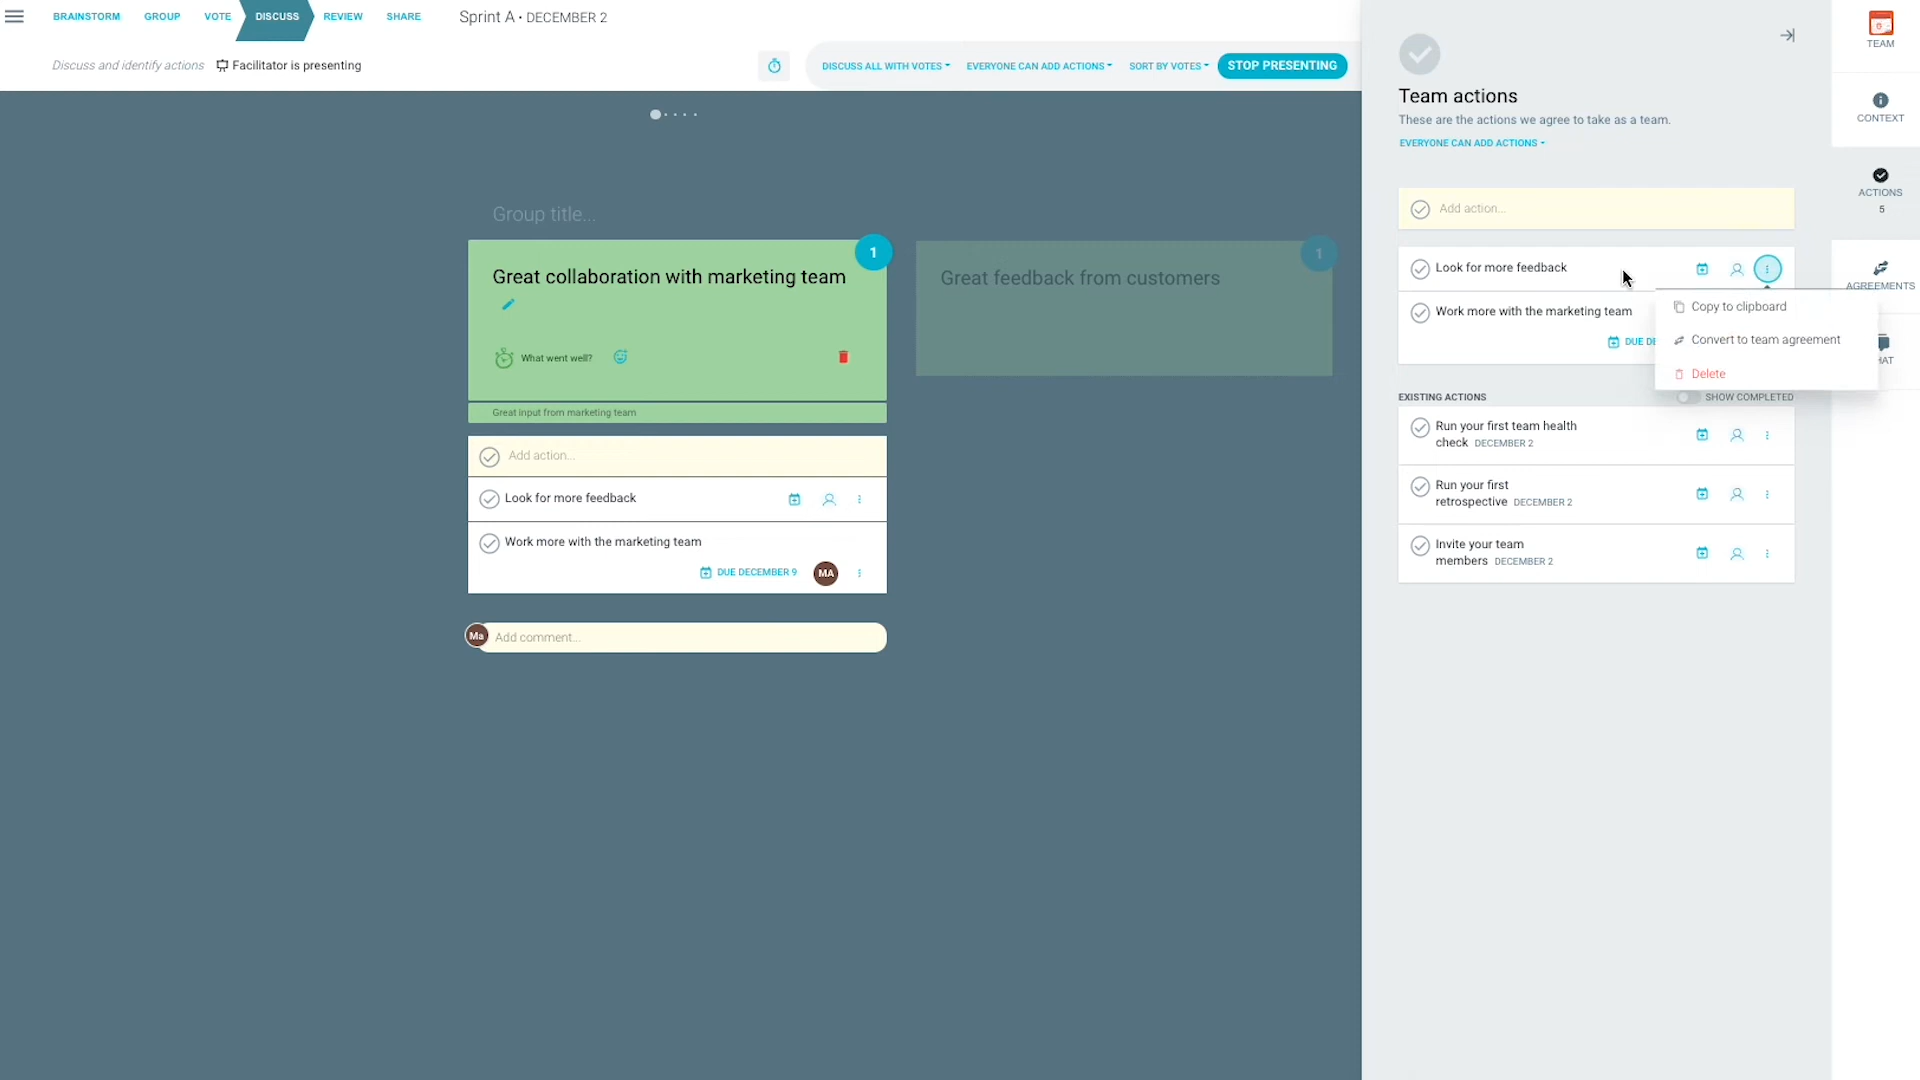 BRAINSTORM
GROUP
VOTE
DISCUSS
REVIEW
SHARE
Sprint A • DECEMBER 2
Discuss and identify actions
Facilitator is presenting
DISCUSS ALL WITH VOTES
EVERYONE CAN ADD ACTIONS
SORT BY VOTES
STOP PRESENTING
Group title...
1
Great collaboration with marketing team
What went well?
Great input from marketing team
Add action...
Look for more feedback
Work more with the marketing team
DUE DECEMBER 9
MA
Ma
Add comment...
1
Great feedback from customers
Team actions
These are the actions we agree to take as a team.
EVERYONE CAN ADD ACTIONS
Add action...
Look for more feedback
Work more with the marketing team
DUE DE
Copy to clipboard
Convert to team agreement
Delete
EXISTING ACTIONS
SHOW COMPLETED
Run your first team health
check DECEMBER 2
Run your first
retrospective DECEMBER 2
Invite your team
members DECEMBER 2
TEAM
CONTEXT
ACTIONS
5
AGREEMENTS
HAT